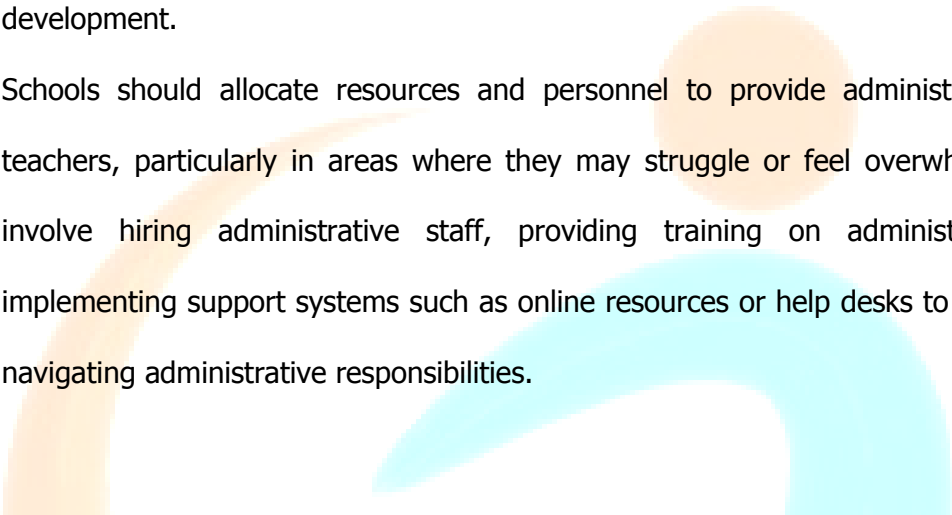 development.
Schools should allocate resources and personnel to provide administ
teachers, particularly in areas where they may struggle or feel overwh
involve hiring administrative staff, providing training on administ
implementing support systems such as online resources or help desks to
navigating administrative responsibilities.